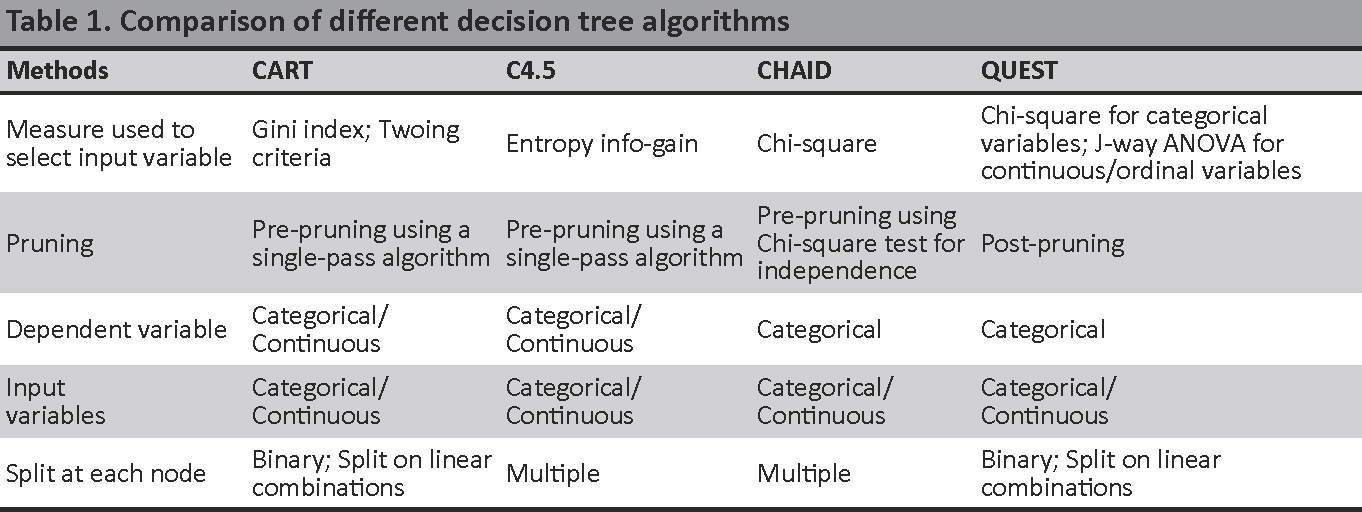 Table 1. Comparison of different decision tree algorithms
Methods CART C4.5 CHAID QUEST
Measure used to select input variable
Gini index; Twoing criteria
Entropy info-gain
Chi-square
Chi-square for categorical variables; J-way ANOVA for continuous/ordinal variables
Pruning
Pre-pruning using a single-pass algorithm
Pre-pruning using a single-pass algorithm
Pre-pruning using Chi-square test for independence
Post-pruning
Dependent variable
Categorical/ Continuous
Categorical/ Continuous
Categorical
Categorical
Input variables
Categorical/ Continuous
Categorical/ Continuous
Categorical/ Continuous
Categorical/ Continuous
Split at each node
Binary; Split on linear combinations
Multiple
Multiple
Binary; Split on linear combinations